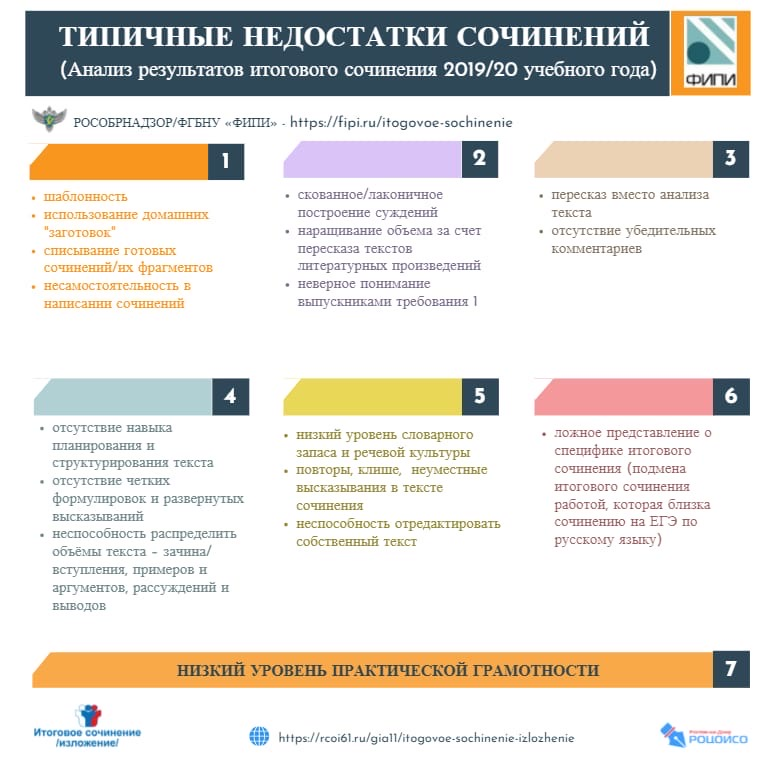 ТИПИЧНЫЕ НЕДОСТАТКИ СОЧИНЕНИЙ
(Анализ результатов итогового сочинения 2019/20 учебного года)
ФИПИ
РОСОБРНАДЗОР/ФГБНУ «ФИПИ» - https://fipi.ru/itogovoe-sochinenie
1
• шаблонность
• использование домашних
"заготовок"
• списывание готовых
сочинений/их фрагментов
• несамостоятельность в
написании сочинений
2
• скованное/лаконичное
построение суждений
• наращивание объема за счет
пересказа текстов
литературных произведений
• неверное понимание
выпускниками требования 1
3
• пересказ вместо анализа
текста
• отсутствие убедительных
комментариев
4
• отсутствие навыка
планирования и
структурирования текста
• отсутствие четких
формулировок и развернутых
высказываний
• неспособность распределить
объёмы текста – зачина/
вступления, примеров и
аргументов, рассуждений и
выводов
5
• низкий уровень словарного
запаса и речевой культуры
• повторы, клише, неуместные
высказывания в тексте
сочинения
• неспособность отредактировать
собственный текст
6
• ложное представление о
специфике итогового
сочинения (подмена
итогового сочинения
работой, которая близка
сочинению на ЕГЭ по
русскому языку)
НИЗКИЙ УРОВЕНЬ ПРАКТИЧЕСКОЙ ГРАМОТНОСТИ
7
Итоговое сочинение
/изложение/
https://rcoi61.ru/gia11/itogovoe-sochinenie-izlozhenie
Ростов-на-Дону
РОЦОИСО